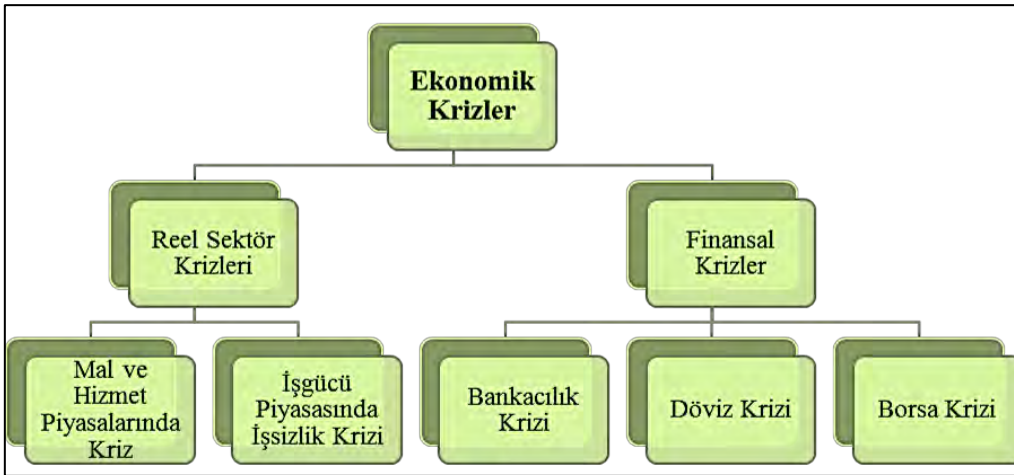 Ekonomik
Krizler
Reel Sektör
Krizleri
Finansal
Krizler
Mal ve
Hizmet
Piyasalarında
Kriz
İşgücü
Piyasasında
İşsizlik Krizi
Bankacılık
Krizi
Döviz Krizi
Borsa Krizi